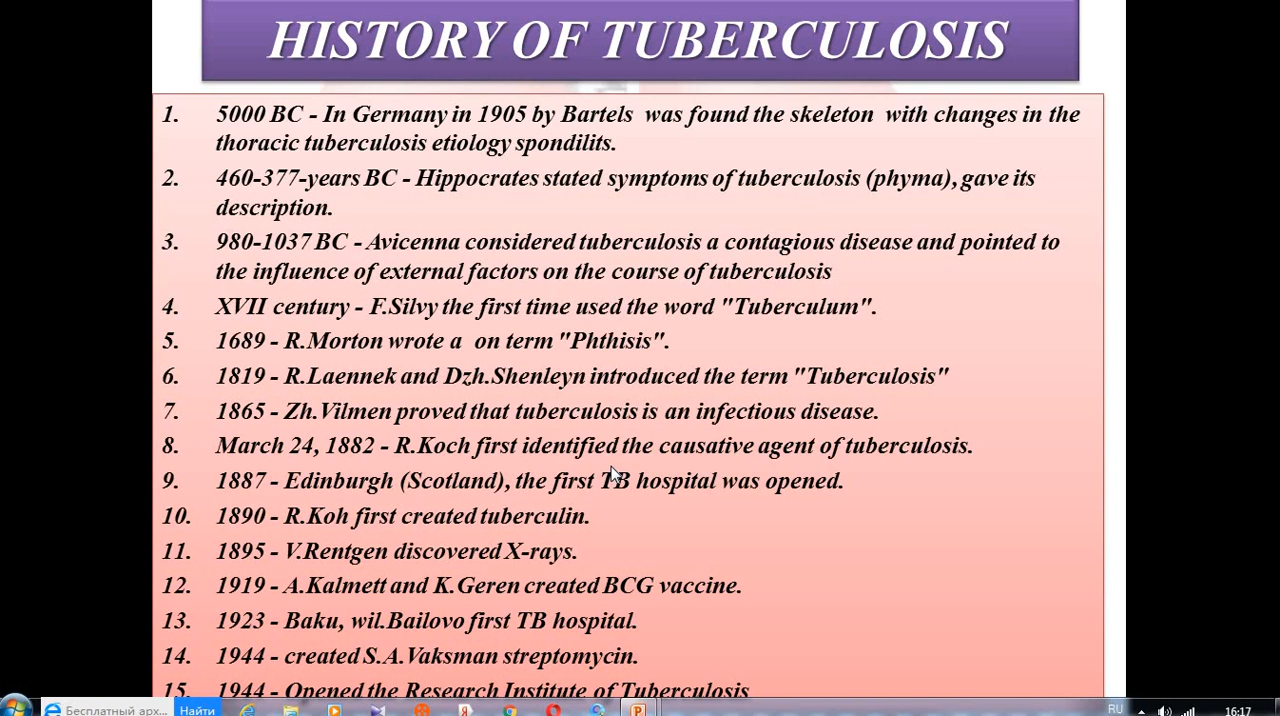 HISTORY OF TUBERCULOSIS
1. 5000 BC - In Germany in 1905 by Bartels was found the skeleton with changes in the
thoracic tuberculosis etiology spondilits.
2. 460-377-years BC - Hippocrates stated symptoms of tuberculosis (phyma), gave its
description.
3. 980-1037 BC - Avicenna considered tuberculosis a contagious disease and pointed to
the influence of external factors on the course of tuberculosis
4. XVII century - F.Silvy the first time used the word "Tuberculum".
5. 1689 - R.Morton wrote a on term "Phthisis".
6. 1819 - R.Laennek and Dzh.Shenleyn introduced the term "Tuberculosis"
7. 1865 - Zh.Vilmen proved that tuberculosis is an infectious disease.
8. March 24, 1882 - R.Koch first identified the causative agent of tuberculosis.
9. 1887 - Edinburgh (Scotland), the first TB hospital was opened.
10. 1890 - R.Koh first created tuberculin.
11. 1895 - V.Rentgen discovered X-rays.
12. 1919 - A.Kalmett and K.Geren created BCG vaccine.
13. 1923 - Baku, wil.Bailovo first TB hospital.
14. 1944 - created S.A.Vaksman streptomycin.
15. 1944 - Opened the Research Institute of Tuberculosis
Бесплатный арх... Найти RU 16:17